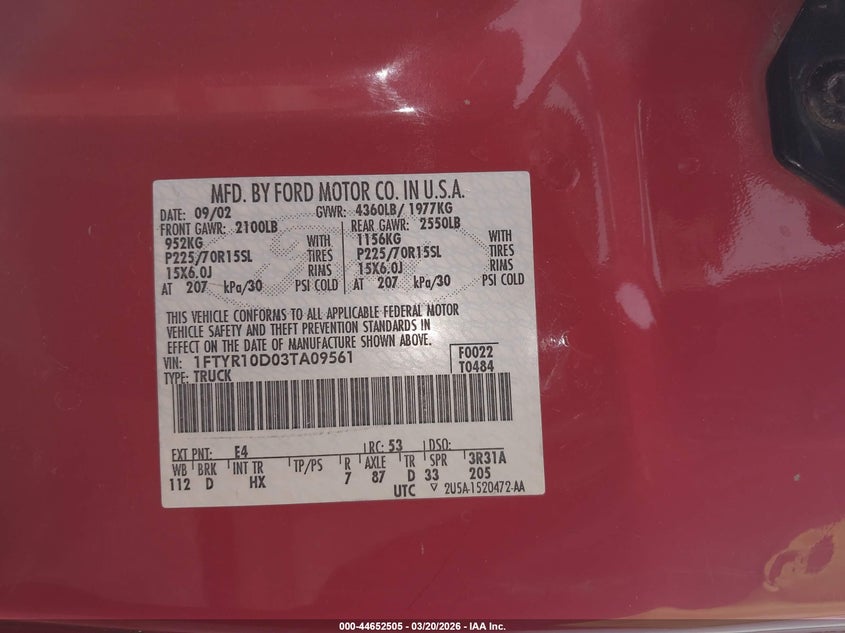 MFD. BY FORD MOTOR CO. IN U.S.A.
DATE: 09/02 GVWR: 4360LB/ 1977KG
FRONT GAWR: 2100LB REAR GAWR: 2550LB
952KG WITH 1156KG WITH
P225/70R15SL TIRES P225/70R15SL TIRES
15X6.0J RIMS 15X6.0J RIMS
AT 207 kPa/30 PSI COLD AT 207 kPa/30 PSI COLD
THIS VEHICLE CONFORMS TO ALL APPLICABLE FEDERAL MOTOR
VEHICLE SAFETY AND THEFT PREVENTION STANDARDS IN
EFFECT ON THE DATE OF MANUFACTURE SHOWN ABOVE.
VIN: 1FTYR10D03TA09561 F0022
TYPE: TRUCK T0484
EXT PNT: E4 RC: 53 DSO:
WB BRK INT TR TP/PS R AXLE TR SPR 3R31A
112 D HX 7 87 D 33 205
UTC ▽ 2U5A-1520472-AA
000-44652505 - 03/20/2026 - IAA Inc.